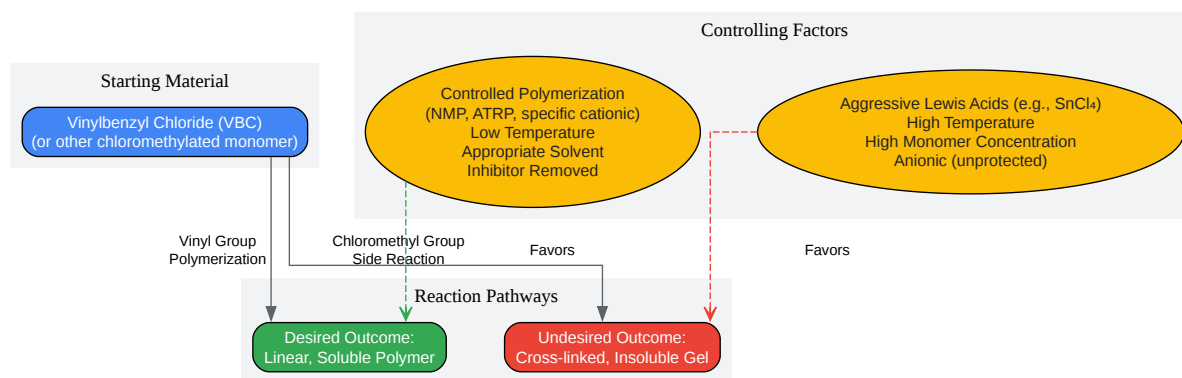 Controlling Factors
Starting Material
Vinylbenzyl Chloride (VBC)
(or other chloromethylated monomer)
Controlled Polymerization
(NMP, ATRP, specific cationic)
Low Temperature
Appropriate Solvent
Inhibitor Removed
Aggressive Lewis Acids (e.g., SnCl₄)
High Temperature
High Monomer Concentration
Anionic (unprotected)
Vinyl Group
Polymerization
Chloromethyl Group
Side Reaction
Favors
Favors
Reaction Pathways
Desired Outcome:
Linear, Soluble Polymer
Undesired Outcome:
Cross-linked, Insoluble Gel